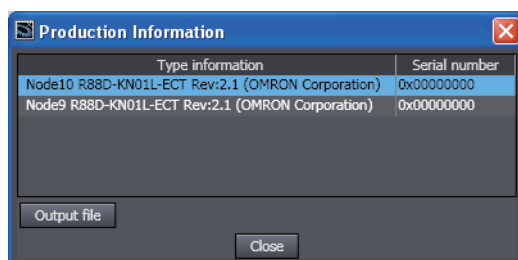 Production Information
Type information Serial number
Node10 R88D-KN01L-ECT Rev:2.1 (OMRON Corporation) 0x00000000
Node9 R88D-KN01L-ECT Rev:2.1 (OMRON Corporation) 0x00000000
Output file
Close